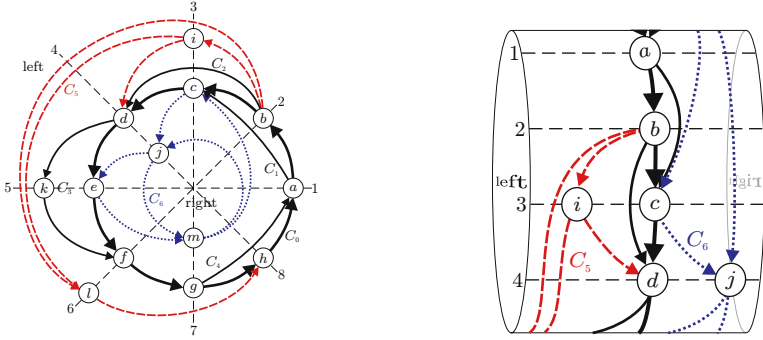 3
4
i
left
C₂
C₅
c
d
b
2
j
C₁
5
k
C₃
e
C₆
right
a
1
m
f
C₄
h
C₀
g
l
8
6
7
1
a
2
b
left
right
i
c
3
C₆
C₅
4
d
j